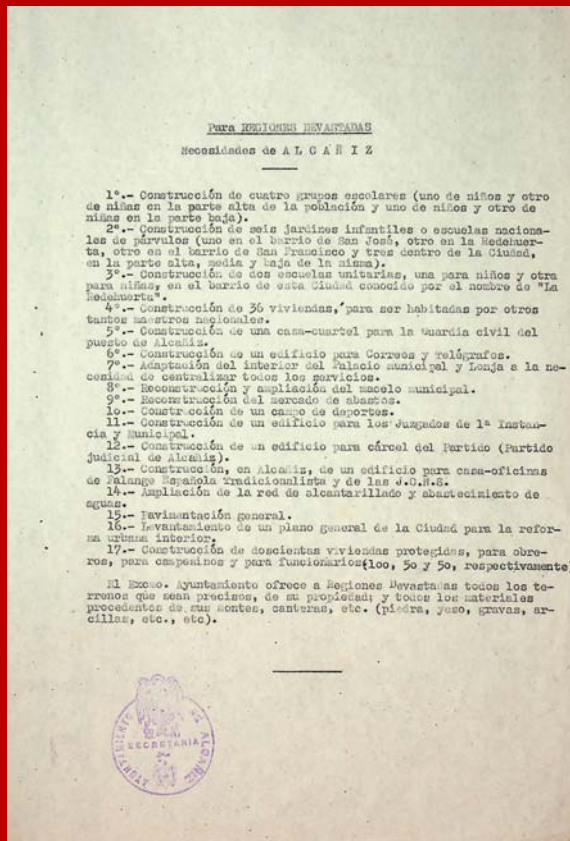 Para REGIONES DEVASTADAS
Necesidades de A L C A Ñ I Z
1º.- Construcción de cuatro grupos escolares (uno de niños y otro
de niñas en la parte alta de la población y uno de niños y otro de
niñas en la parte baja).
2º.- Construcción de seis jardines infantiles o escuelas naciona-
les de párvulos (uno en el barrio de San José, otro en la Redehuer-
ta, otro en el barrio de San Francisco y tres dentro de la Ciudad,
en la parte alta, media y baja de la misma).
3º.- Construcción de dos escuelas unitarias, una para niños y otra
para niñas, en el barrio de esta Ciudad conocido por el nombre de "La
Redehuerta".
4º.- Construcción de 36 viviendas, para ser habitadas por otros
tantos maestros nacionales.
5º.- Construcción de una casa-cuartel para la Guardia civil del
puesto de Alcañiz.
6º.- Construcción de un edificio para Correos y Telégrafos.
7º.- Adaptación del interior del Palacio municipal y Lonja a la ne-
cesidad de centralizar todos los servicios.
8º.- Reconstrucción y ampliación del macelo municipal.
9º.- Reconstrucción del mercado de abastos.
10.- Construcción de un campo de deportes.
11.- Construcción de un edificio para los Juzgados de 1ª Instan-
cia y Municipal.
12.- Construcción de un edificio para cárcel del Partido (Partido
judicial de Alcañiz).
13.- Construcción, en Alcañiz, de un edificio para casa-oficinas
de Falange Española Tradicionalista y de las J.O.N.S.
14.- Ampliación de la red de alcantarillado y abastecimiento de
aguas.
15.- Pavimentación general.
16.- Levantamiento de un plano general de la Ciudad para la refor-
ma urbana interior.
17.- Construcción de doscientas viviendas protegidas, para obre-
ros, para campesinos y para funcionarios(100, 50 y 50, respectivamente)
El Excmo. Ayuntamiento ofrece a Regiones Devastadas todos los te-
rrenos que sean precisos, de su propiedad; y todos los materiales
procedentes de sus montes, canteras, etc. (piedra, yeso, gravas, ar-
cillas, etc., etc).
AYUNTAMIENTO DE ALCAÑIZ
SECRETARIA